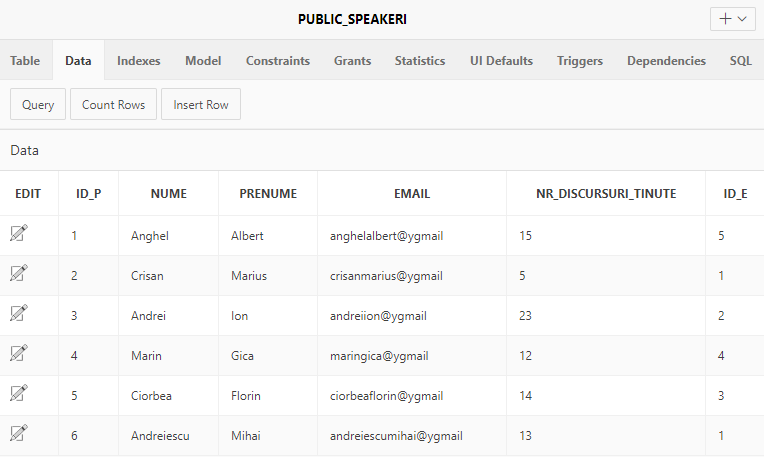 PUBLIC_SPEAKERI
Table Data Indexes Model Constraints Grants Statistics UI Defaults Triggers Dependencies SQL
Query Count Rows Insert Row
Data
EDIT ID_P NUME PRENUME EMAIL NR_DISCURSURI_TINUTE ID_E
1 Anghel Albert anghelalbert@ygmail 15 5
2 Crisan Marius crisanmarius@ygmail 5 1
3 Andrei Ion andreiion@ygmail 23 2
4 Marin Gica maringica@ygmail 12 4
5 Ciorbea Florin ciorbeaflorin@ygmail 14 3
6 Andreiescu Mihai andreiescumihai@ygmail 13 1